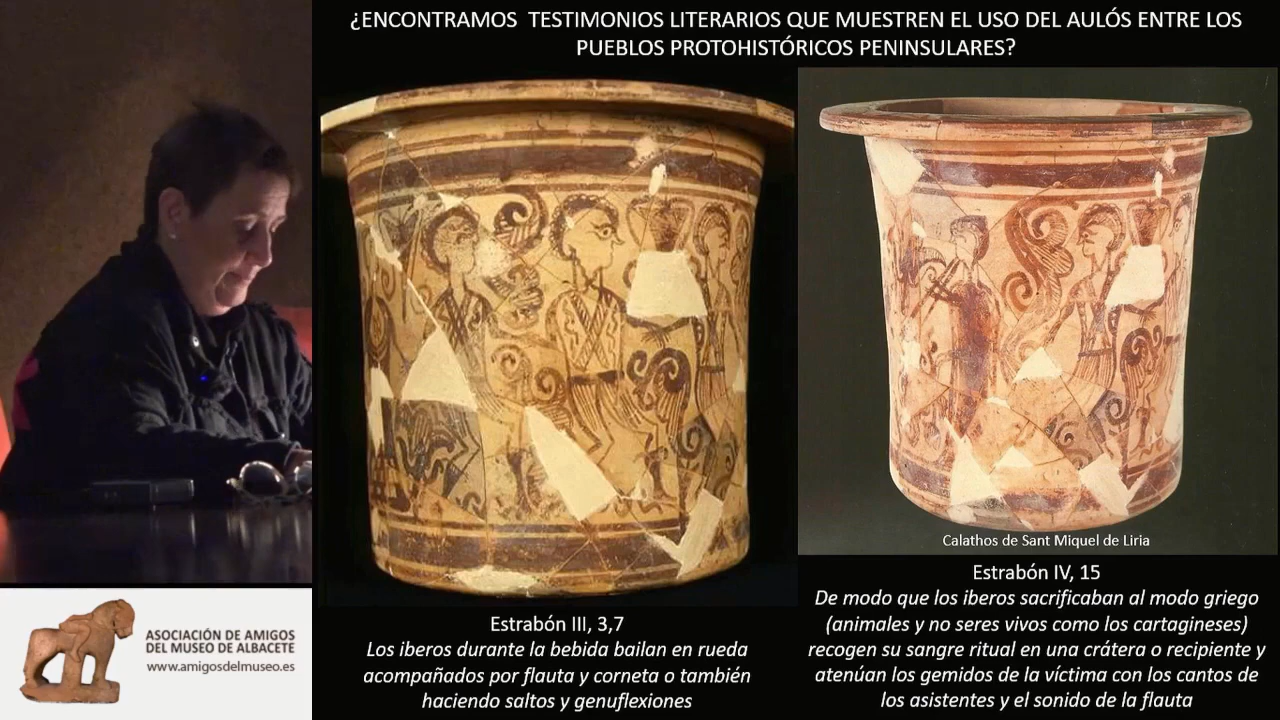 ¿ENCONTRAMOS TESTIMONIOS LITERARIOS QUE MUESTREN EL USO DEL AULÓS ENTRE LOS
PUEBLOS PROTOHISTÓRICOS PENINSULARES?
Calathos de Sant Miquel de Liria
Estrabón III, 3,7
Los iberos durante la bebida bailan en rueda
acompañados por flauta y corneta o también
haciendo saltos y genuflexiones
Estrabón IV, 15
De modo que los iberos sacrificaban al modo griego
(animales y no seres vivos como los cartagineses)
recogen su sangre ritual en una crátera o recipiente y
atenúan los gemidos de la víctima con los cantos de
los asistentes y el sonido de la flauta
ASOCIACIÓN DE AMIGOS
DEL MUSEO DE ALBACETE
www.amigosdelmuseo.es